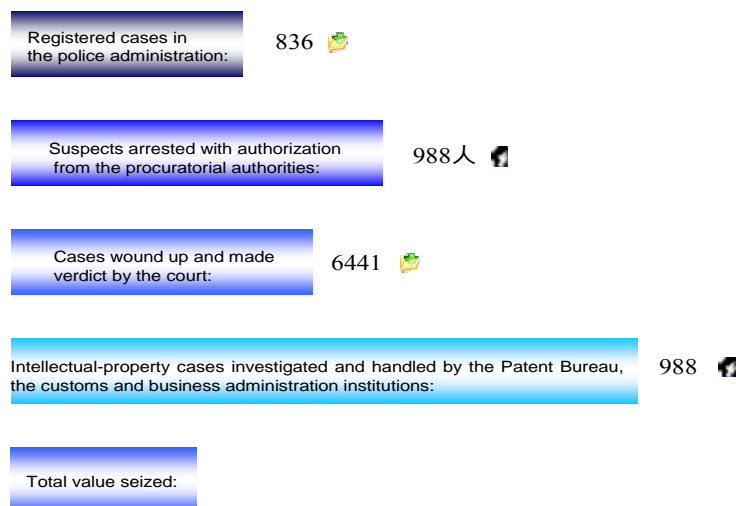 Registered cases in
the police administration: 836
Suspects arrested with authorization
from the procuratorial authorities: 988人
Cases wound up and made
verdict by the court: 6441
Intellectual-property cases investigated and handled by the Patent Bureau, 988
the customs and business administration institutions:
Total value seized: